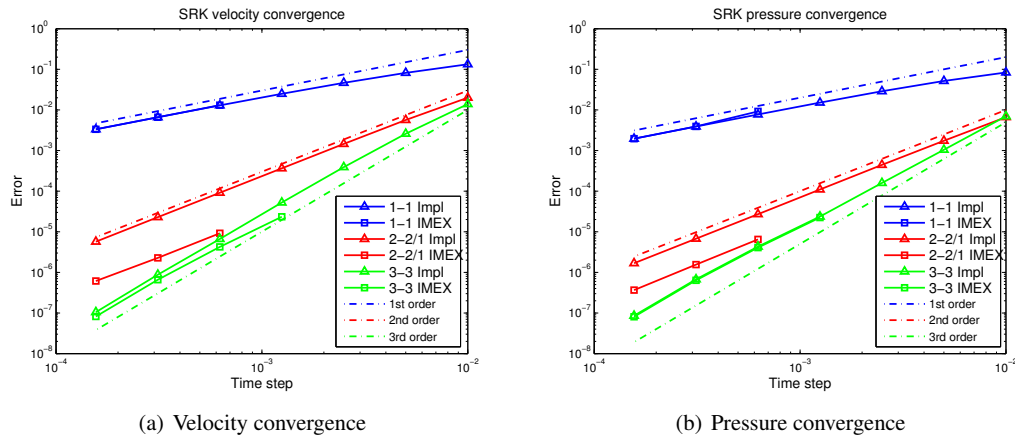 SRK velocity convergence
10^0
10^-1
10^-2
10^-3
10^-4
10^-5
10^-6
10^-7
10^-8
Error
1-1 Impl
1-1 IMEX
2-2/1 Impl
2-2/1 IMEX
3-3 Impl
3-3 IMEX
1st order
2nd order
3rd order
10^-4
10^-3
10^-2
Time step
(a) Velocity convergence
SRK pressure convergence
10^0
10^-1
10^-2
10^-3
10^-4
10^-5
10^-6
10^-7
10^-8
Error
1-1 Impl
1-1 IMEX
2-2/1 Impl
2-2/1 IMEX
3-3 Impl
3-3 IMEX
1st order
2nd order
3rd order
10^-4
10^-3
10^-2
Time step
(b) Pressure convergence